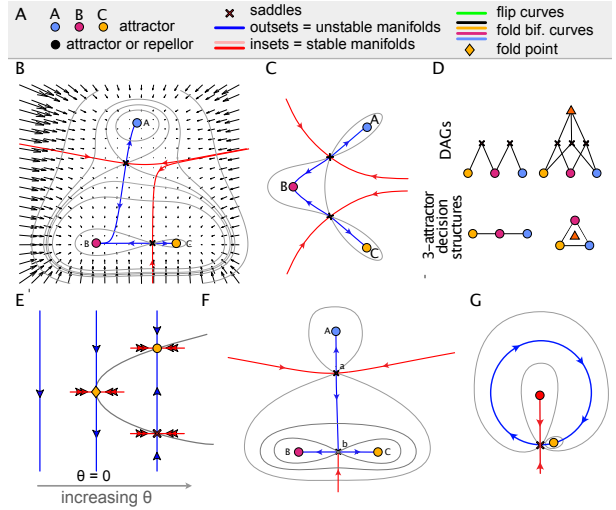 A
A B C attractor
attractor or repellor
saddles
outsets = unstable manifolds
insets = stable manifolds
flip curves
fold bif. curves
fold point
B
A
B
C
C
A
B
C
D
DAGs
3-attractor
decision
structures
E
θ = 0
increasing θ
F
A
a
b
B
C
G